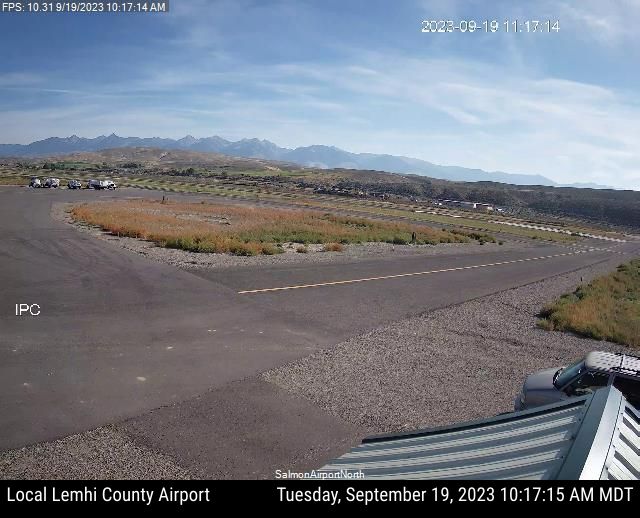 FPS: 10.31 9/19/2023 10:17:14 AM
2023-09-19 11:17:14
IPC
SalmonAirportNorth
Local Lemhi County Airport Tuesday, September 19, 2023 10:17:15 AM MDT